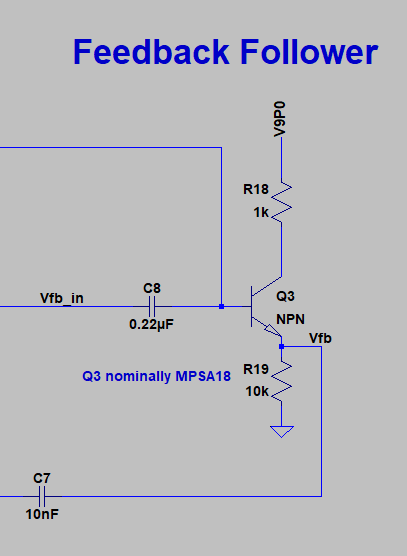 Feedback Follower
V9P0
R18
1k
C8
Vfb_in
0.22µF
Q3
NPN
Vfb
Q3 nominally MPSA18
R19
10k
C7
10nF